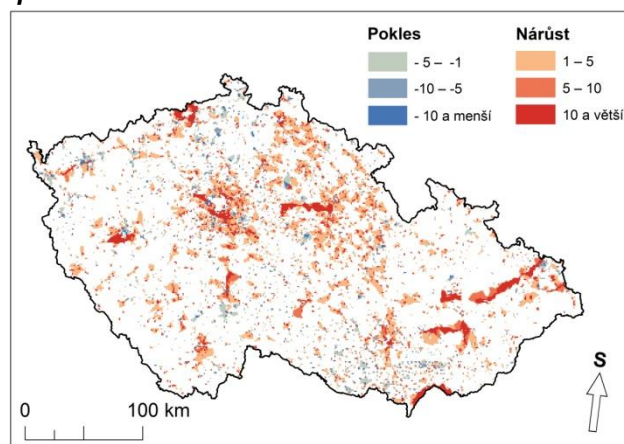 Pokles
Nárůst
- 5 – -1
1 – 5
-10 – -5
5 – 10
- 10 a menší
10 a větší
S
0
100 km